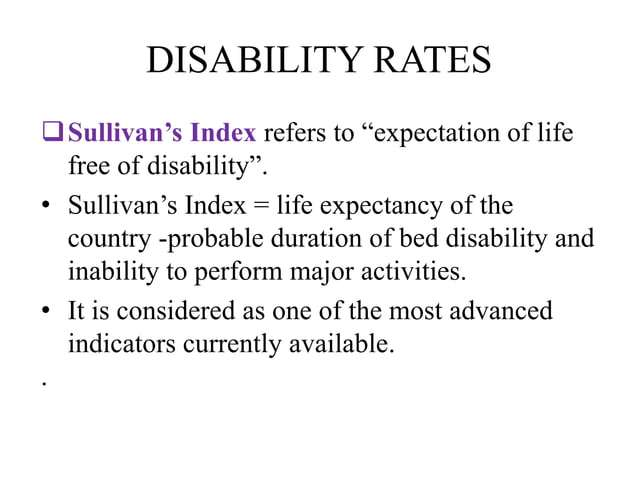 DISABILITY RATES
❑Sullivan’s Index refers to “expectation of life
free of disability”.
• Sullivan’s Index = life expectancy of the
country -probable duration of bed disability and
inability to perform major activities.
• It is considered as one of the most advanced
indicators currently available.
.